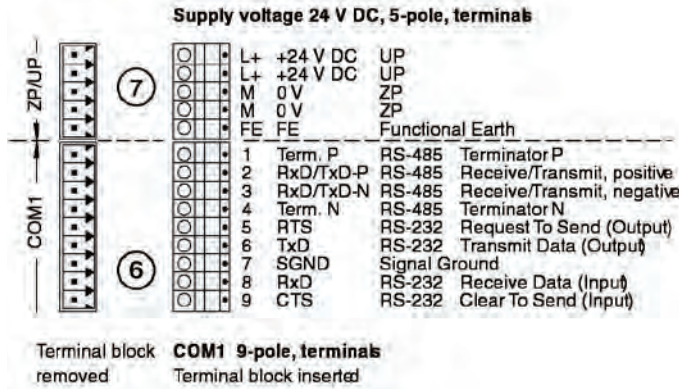 Supply voltage 24 V DC, 5-pole, terminals
ZP/UP
7
L+ +24 V DC UP
L+ +24 V DC UP
M 0 V ZP
M 0 V ZP
FE FE Functional Earth
COM1
6
1 Term. P RS-485 Terminator P
2 RxD/TxD-P RS-485 Receive/Transmit, positive
3 RxD/TxD-N RS-485 Receive/Transmit, negative
4 Term. N RS-485 Terminator N
5 RTS RS-232 Request To Send (Output)
6 TxD RS-232 Transmit Data (Output)
7 SGND Signal Ground
8 RxD RS-232 Receive Data (Input)
9 CTS RS-232 Clear To Send (Input)
Terminal block removed
COM1 9-pole, terminals
Terminal block inserted